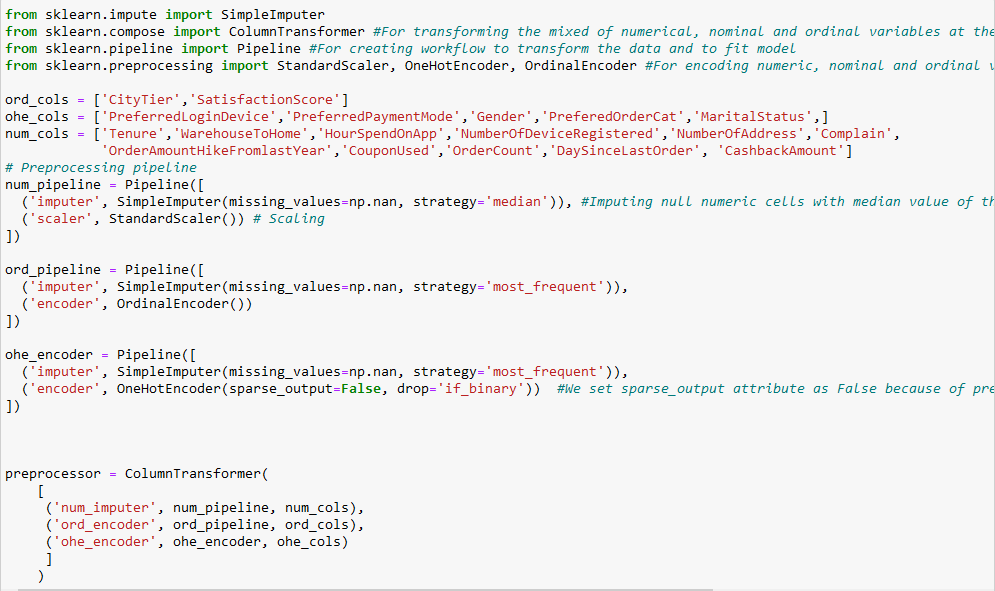 from sklearn.impute import SimpleImputer
from sklearn.compose import ColumnTransformer #For transforming the mixed of numerical, nominal and ordinal variables at the
from sklearn.pipeline import Pipeline #For creating workflow to transform the data and to fit model
from sklearn.preprocessing import StandardScaler, OneHotEncoder, OrdinalEncoder #For encoding numeric, nominal and ordinal
ord_cols = ['CityTier','SatisfactionScore']
ohe_cols = ['PreferredLoginDevice','PreferredPaymentMode','Gender','PreferedOrderCat','MaritalStatus',]
num_cols = ['Tenure','WarehouseToHome','HourSpendOnApp','NumberOfDeviceRegistered','NumberOfAddress','Complain',
'OrderAmountHikeFromlastYear','CouponUsed','OrderCount','DaySinceLastOrder', 'CashbackAmount']
# Preprocessing pipeline
num_pipeline = Pipeline([
('imputer', SimpleImputer(missing_values=np.nan, strategy='median')), #Imputing null numeric cells with median value of
('scaler', StandardScaler()) # Scaling
])
ord_pipeline = Pipeline([
('imputer', SimpleImputer(missing_values=np.nan, strategy='most_frequent')),
('encoder', OrdinalEncoder())
])
ohe_encoder = Pipeline([
('imputer', SimpleImputer(missing_values=np.nan, strategy='most_frequent')),
('encoder', OneHotEncoder(sparse_output=False, drop='if_binary')) #We set sparse_output attribute as False because of
])
preprocessor = ColumnTransformer(
[
('num_imputer', num_pipeline, num_cols),
('ord_encoder', ord_pipeline, ord_cols),
('ohe_encoder', ohe_encoder, ohe_cols)
]
)